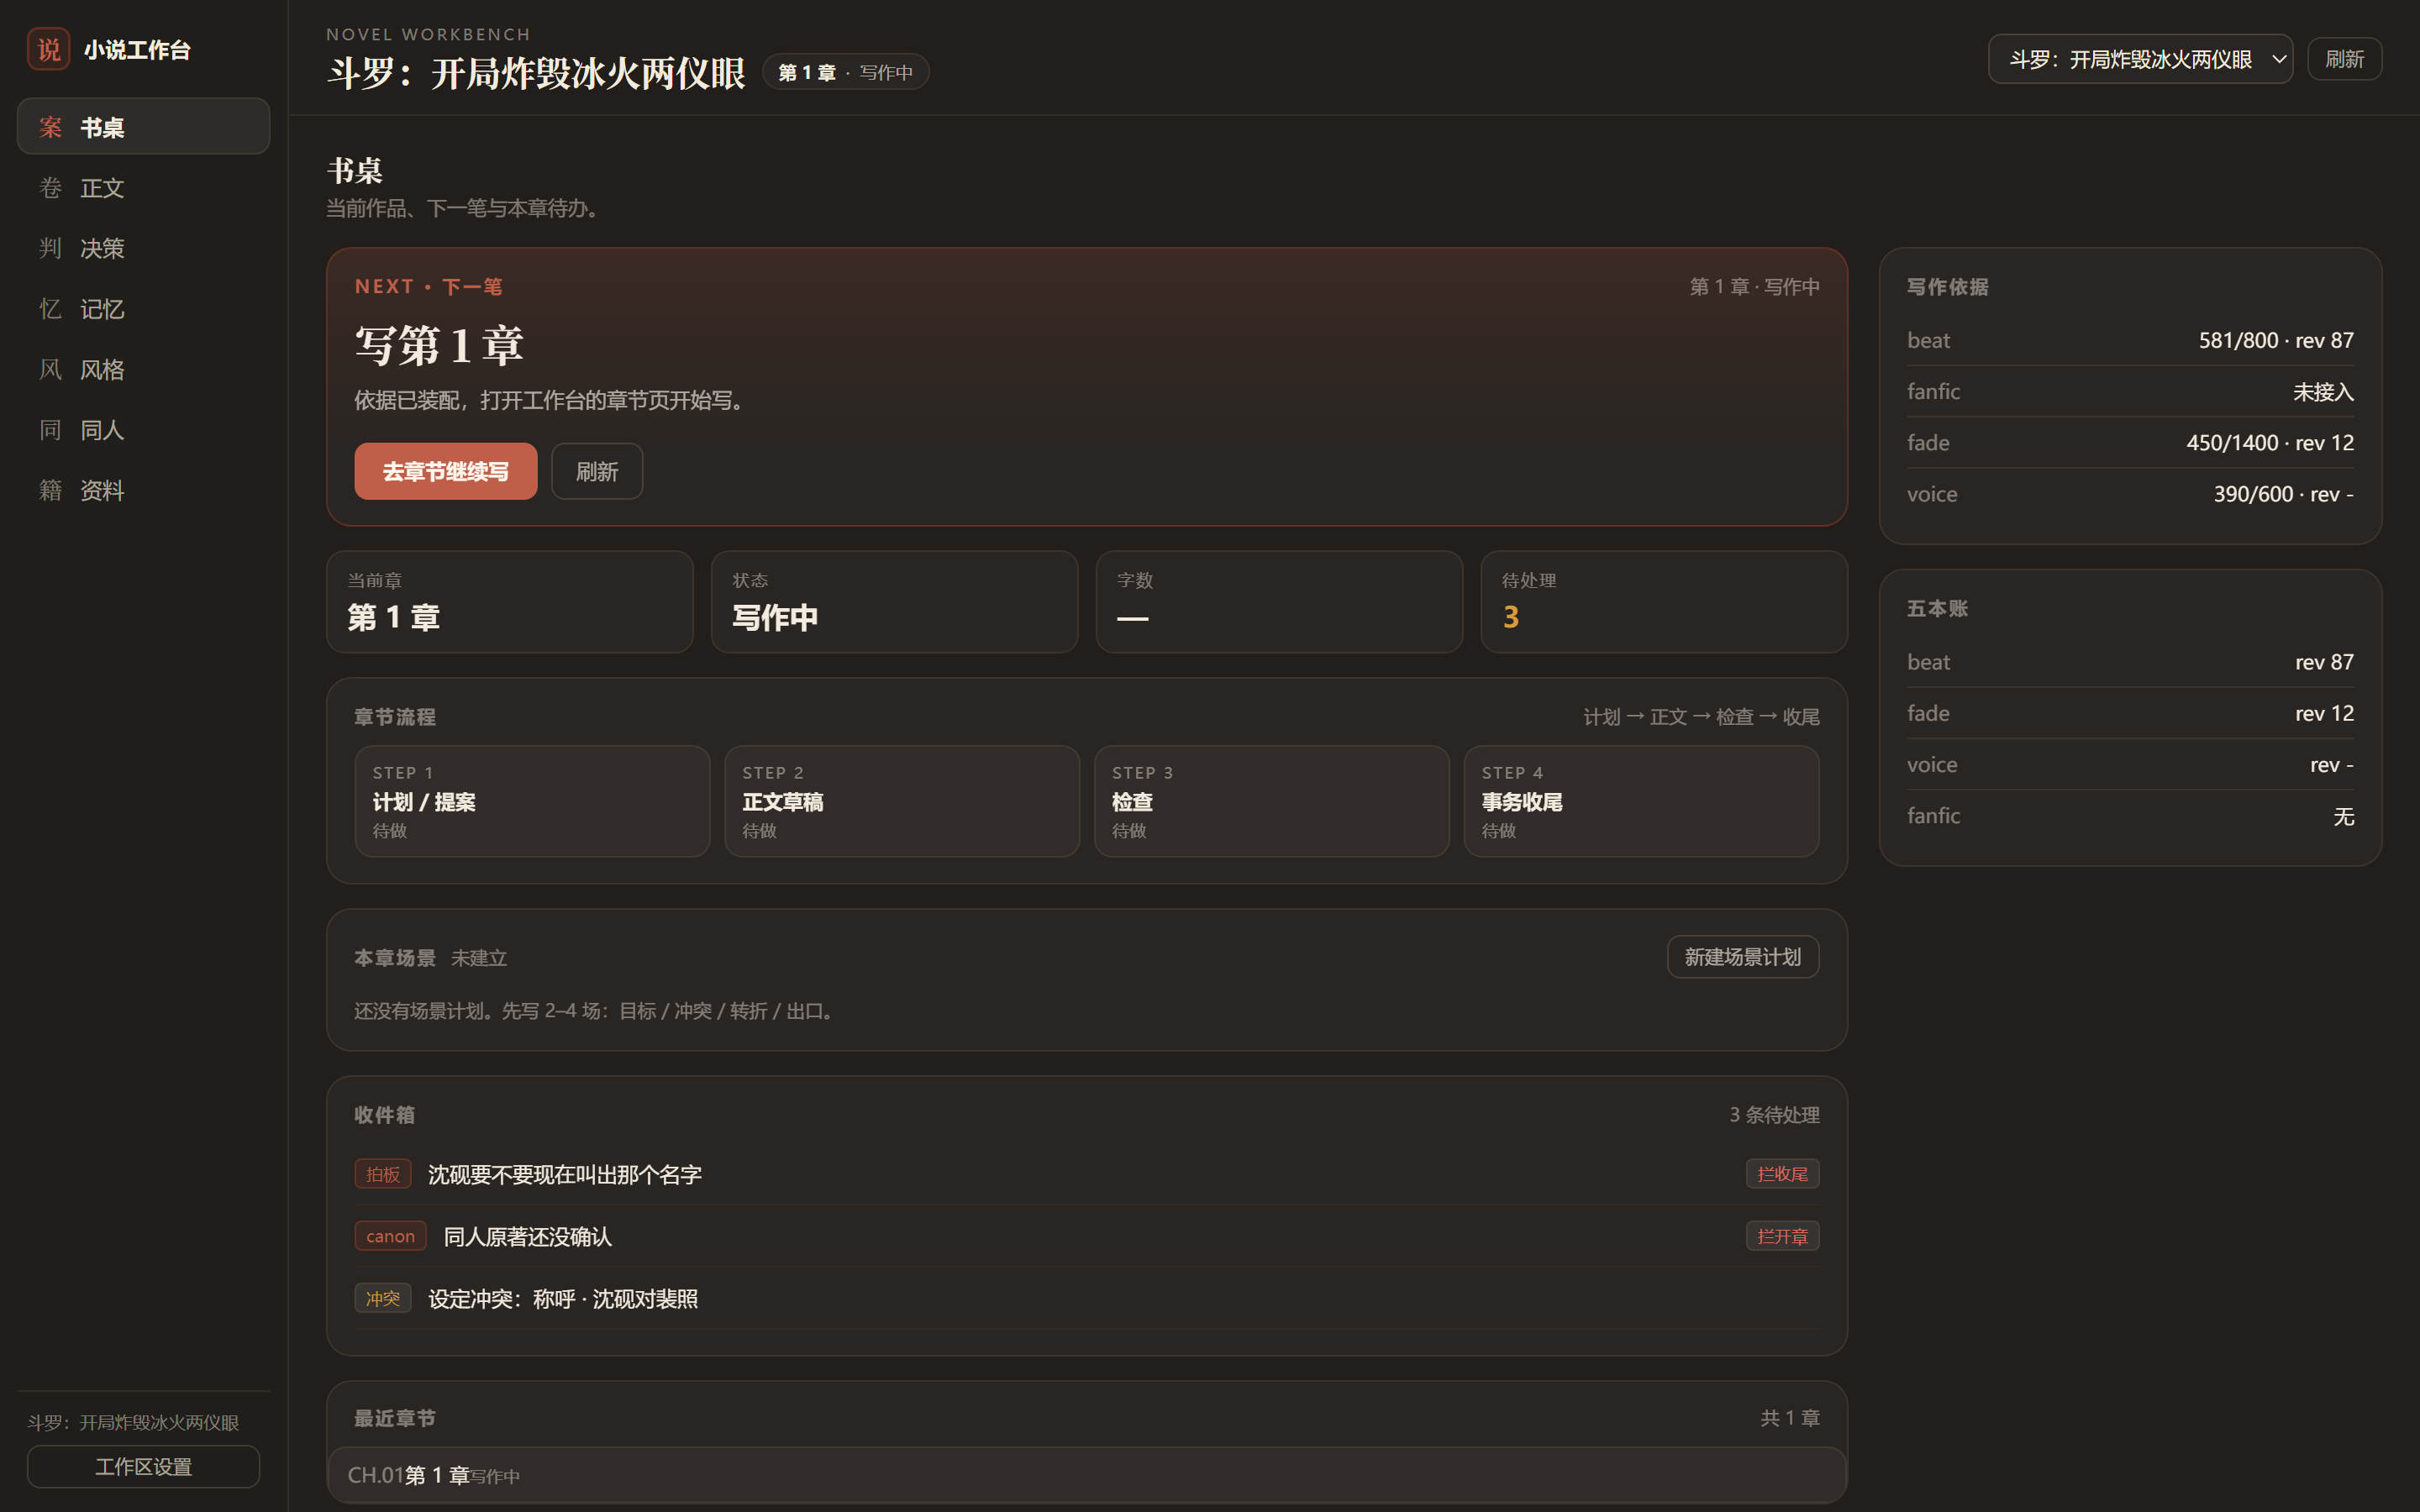 说 小说工作台
案 书桌
卷 正文
判 决策
忆 记忆
风 风格
同 同人
籍 资料
斗罗：开局炸毁冰火两仪眼
工作区设置
NOVEL WORKBENCH
斗罗：开局炸毁冰火两仪眼 第 1 章 · 写作中
斗罗：开局炸毁冰火两仪眼 刷新
书桌
当前作品、下一笔与本章待办。
NEXT · 下一笔 第 1 章 · 写作中
写第 1 章
依据已装配，打开工作台的章节页开始写。
去章节继续写 刷新
当前章
第 1 章
状态
写作中
字数
—
待处理
3
章节流程 计划 → 正文 → 检查 → 收尾
STEP 1
计划 / 提案
待做
STEP 2
正文草稿
待做
STEP 3
检查
待做
STEP 4
事务收尾
待做
本章场景 未建立 新建场景计划
还没有场景计划。先写 2–4 场：目标 / 冲突 / 转折 / 出口。
收件箱 3 条待处理
拍板 沈砚要不要现在叫出那个名字 拦收尾
canon 同人原著还没确认 拦开章
冲突 设定冲突：称呼 · 沈砚对裴照
最近章节 共 1 章
CH.01第 1 章写作中
写作依据
beat 581/800 · rev 87
fanfic 未接入
fade 450/1400 · rev 12
voice 390/600 · rev -
五本账
beat rev 87
fade rev 12
voice rev -
fanfic 无